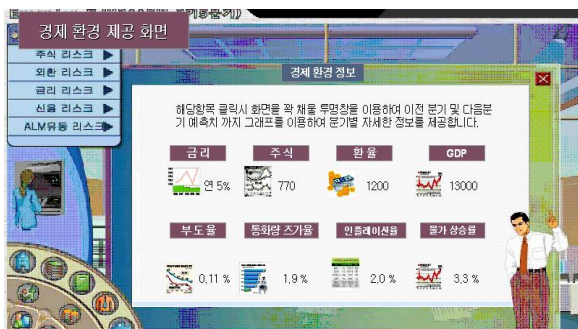 경제 환경 제공 화면
주식 리스크 ▶
외환 리스크 ▶
금리 리스크 ▶
신용 리스크 ▶
ALM유동 리스크▶
경제 환경 정보
해당항목 클릭시 화면을 꽉 채울 투명창을 이용하여 이전 분기 및 다음분
기 예측치 까지 그래프를 이용하여 분기별 자세한 정보를 제공합니다.
금 리 주 식 환 율 GDP
연 5% 770 1200 13000
부 도 율 통화량 즈가율 인플레이션율 물가 상승률
0,11 % 1,9 % 2,0 % 3,3 %